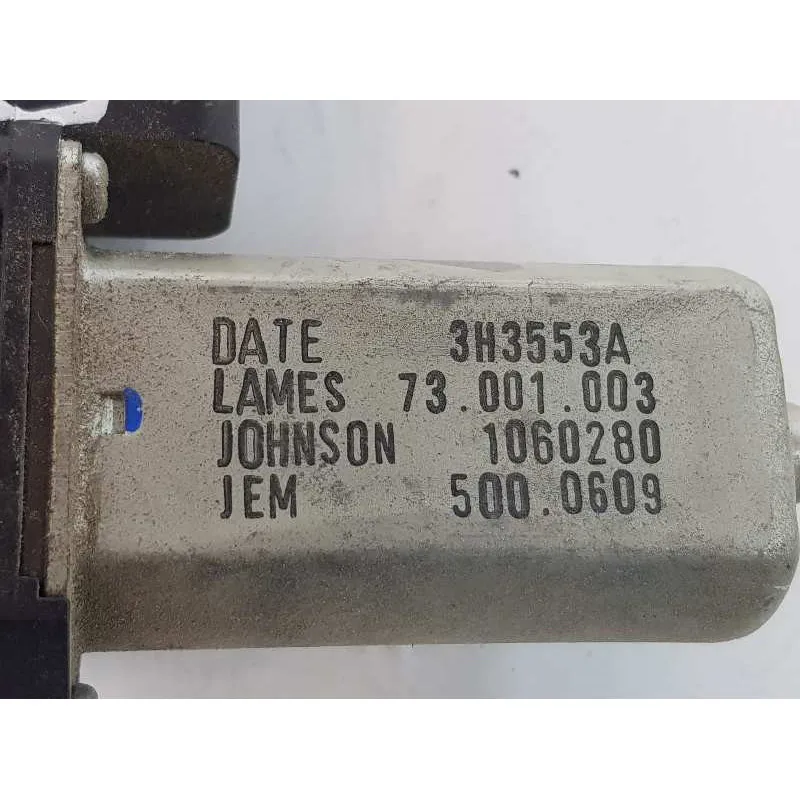 DATE 3H3553A
LAMES 73.001.003
JOHNSON 1060280
JEM 500.0609